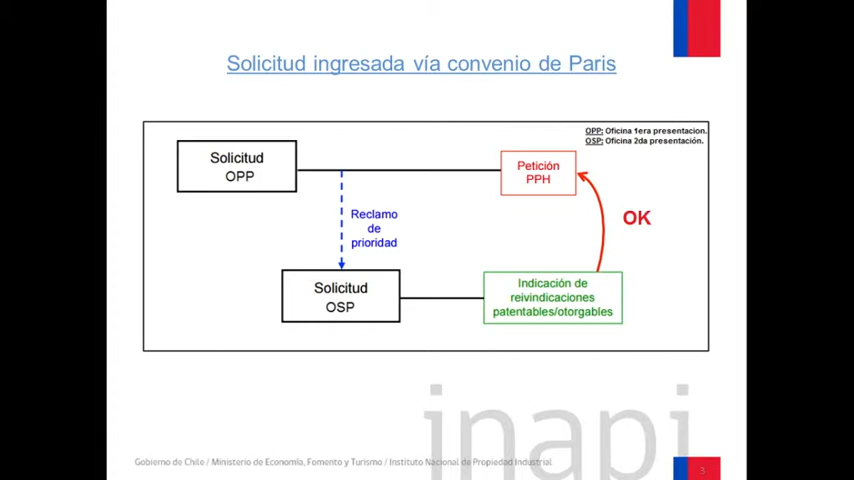 Solicitud ingresada vía convenio de Paris
OPP: Oficina 1era presentacion.
OSP: Oficina 2da presentación.
Solicitud
OPP
Petición
PPH
Reclamo
de
prioridad
OK
Solicitud
OSP
Indicación de
reivindicaciones
patentables/otorgables
inapi
Gobierno de Chile / Ministerio de Economía, Fomento y Turismo / Instituto Nacional de Propiedad Industrial
3